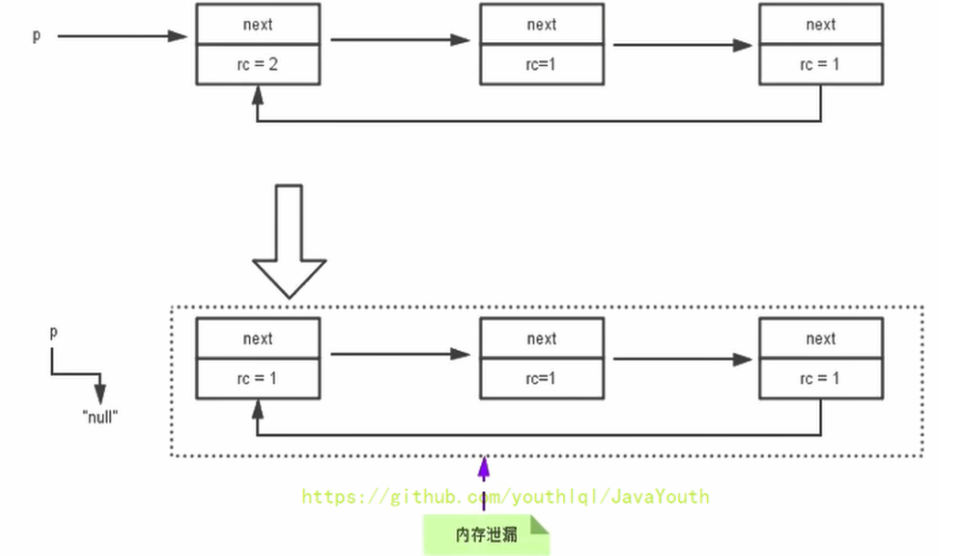 next
next
next
p
rc = 2
rc=1
rc = 1
p
next
next
next
rc = 1
rc=1
rc = 1
"null"
https://github.com/youthlql/JavaYouth
内存泄漏